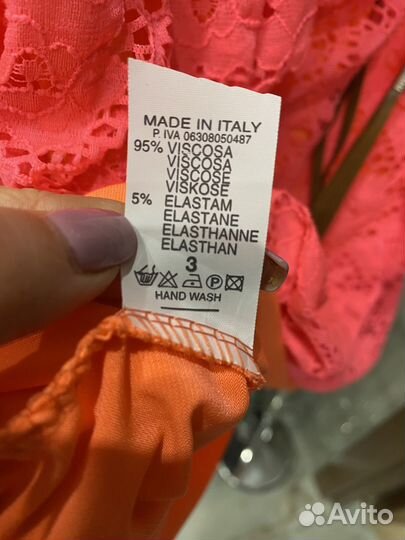 MADE IN ITALY
P. IVA 06308050487
95% VISCOSA
VISCOSA
VISCOSE
VISKOSE
5% ELASTAM
ELASTANE
ELASTHANNE
ELASTHAN
3
P
HAND WASH
Avito